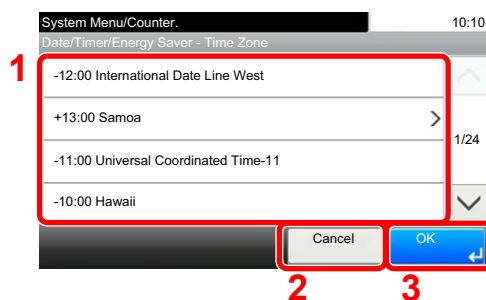 System Menu/Counter. 10:10
Date/Timer/Energy Saver - Time Zone
1
-12:00 International Date Line West
+13:00 Samoa
1/24
-11:00 Universal Coordinated Time-11
-10:00 Hawaii
Cancel OK
2 3